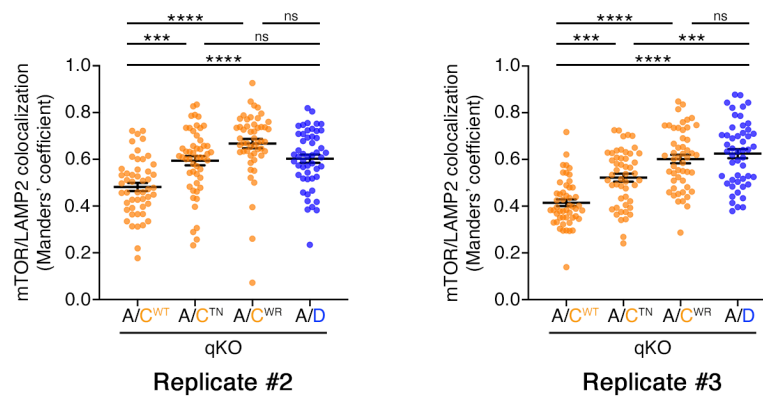 **** ns
*** ns
****
1.0
0.8
0.6
0.4
0.2
0.0
mTOR/LAMP2 colocalization
(Manders' coefficient)
A/CWT A/CTN A/CWR A/D
qKO
Replicate #2
**** ns
*** ***
****
1.0
0.8
0.6
0.4
0.2
0.0
mTOR/LAMP2 colocalization
(Manders' coefficient)
A/CWT A/CTN A/CWR A/D
qKO
Replicate #3